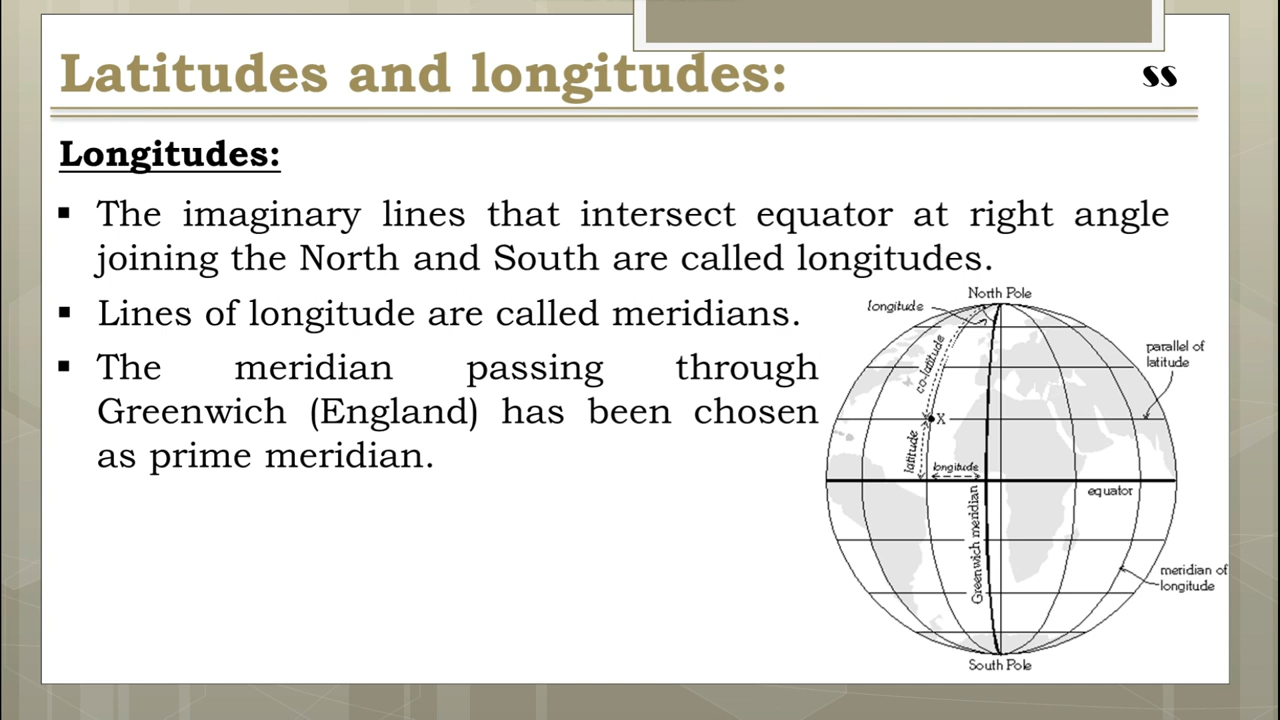 Latitudes and longitudes:
SS
Longitudes:
▪ The imaginary lines that intersect equator at right angle
joining the North and South are called longitudes.
▪ Lines of longitude are called meridians.
▪ The meridian passing through
Greenwich (England) has been chosen
as prime meridian.
North Pole
longitude
parallel of
latitude
co-latitude
X
latitude
longitude
equator
Greenwich meridian
meridian of
longitude
South Pole